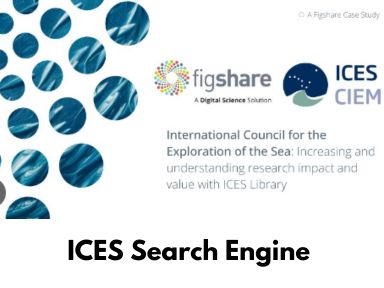 A Figshare Case Study
figshare
A Digital Science Solution
ICES
CIEM
International Council for the
Exploration of the Sea: Increasing and
understanding research impact and
value with ICES Library
ICES Search Engine